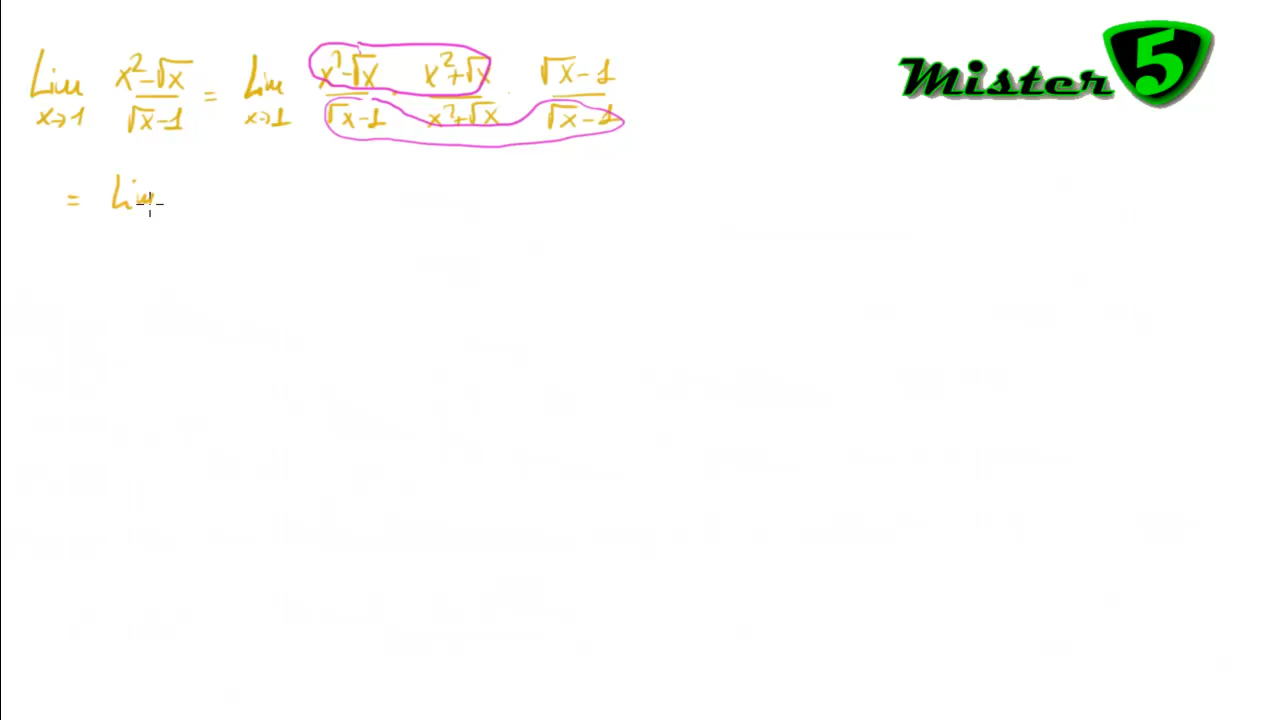 Lim x→1 x²-√x / √x-1 = Lim x→1 x²-√x / √x-1 · x²+√x / x²+√x · √x-1 / √x-1
= Lim
Mister 5